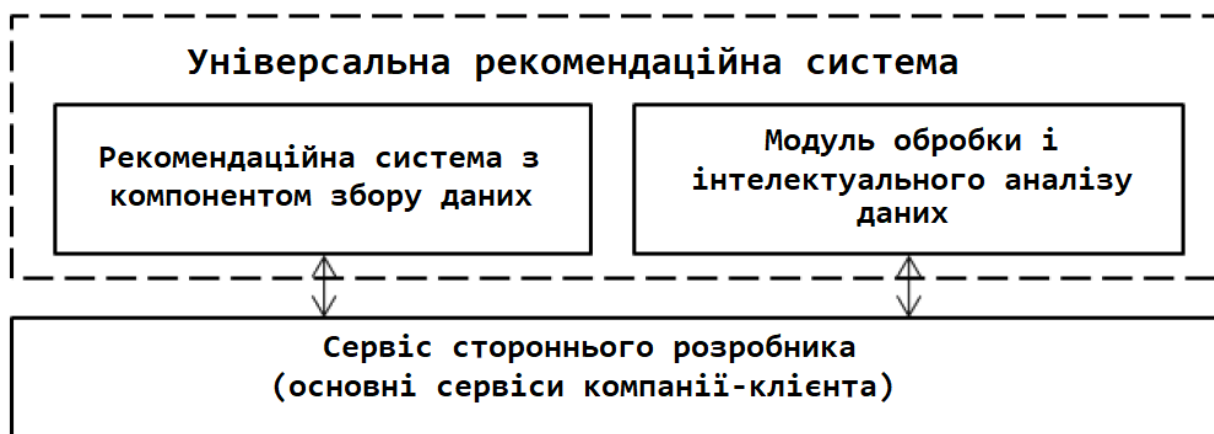 Універсальна рекомендаційна система
Рекомендаційна система з
компонентом збору даних
Модуль обробки і
інтелектуального аналізу
даних
Сервіс стороннього розробника
(основні сервіси компанії-клієнта)